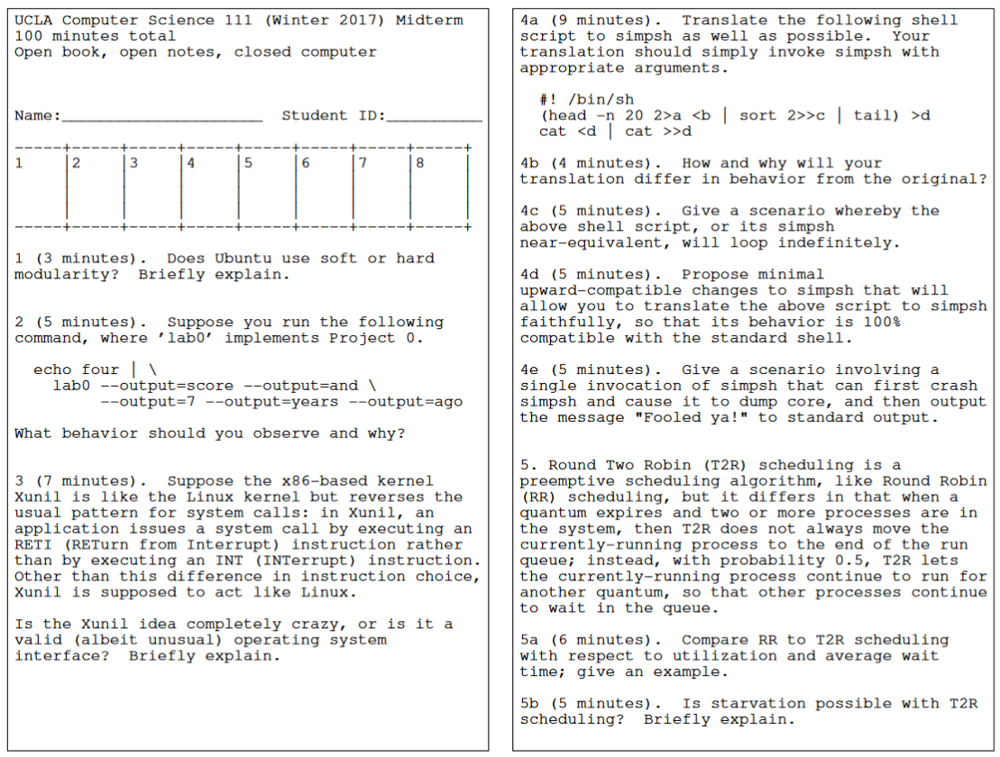 UCLA Computer Science 111 (Winter 2017) Midterm
100 minutes total
Open book, open notes, closed computer
Name:_______________________ Student ID:___________
-----+-----+-----+-----+-----+-----+-----+-----+
1 |2 |3 |4 |5 |6 |7 |8 |
-----+-----+-----+-----+-----+-----+-----+-----+
1 (3 minutes). Does Ubuntu use soft or hard
modularity? Briefly explain.
2 (5 minutes). Suppose you run the following
command, where 'lab0' implements Project 0.
echo four | \
lab0 --output=score --output=and \
--output=7 --output=years --output=ago
What behavior should you observe and why?
3 (7 minutes). Suppose the x86-based kernel
Xunil is like the Linux kernel but reverses the
usual pattern for system calls: in Xunil, an
application issues a system call by executing an
RETI (RETurn from Interrupt) instruction rather
than by executing an INT (INTerrupt) instruction.
Other than this difference in instruction choice,
Xunil is supposed to act like Linux.
Is the Xunil idea completely crazy, or is it a
valid (albeit unusual) operating system
interface? Briefly explain.
4a (9 minutes). Translate the following shell
script to simpsh as well as possible. Your
translation should simply invoke simpsh with
appropriate arguments.
#! /bin/sh
(head -n 20 2>a <b | sort 2>>c | tail) >d
cat <d | cat >>d
4b (4 minutes). How and why will your
translation differ in behavior from the original?
4c (5 minutes). Give a scenario whereby the
above shell script, or its simpsh
near-equivalent, will loop indefinitely.
4d (5 minutes). Propose minimal
upward-compatible changes to simpsh that will
allow you to translate the above script to simpsh
faithfully, so that its behavior is 100%
compatible with the standard shell.
4e (5 minutes). Give a scenario involving a
single invocation of simpsh that can first crash
simpsh and cause it to dump core, and then output
the message "Fooled ya!" to standard output.
5. Round Two Robin (T2R) scheduling is a
preemptive scheduling algorithm, like Round Robin
(RR) scheduling, but it differs in that when a
quantum expires and two or more processes are in
the system, then T2R does not always move the
currently-running process to the end of the run
queue; instead, with probability 0.5, T2R lets
the currently-running process continue to run for
another quantum, so that other processes continue
to wait in the queue.
5a (6 minutes). Compare RR to T2R scheduling
with respect to utilization and average wait
time; give an example.
5b (5 minutes). Is starvation possible with T2R
scheduling? Briefly explain.